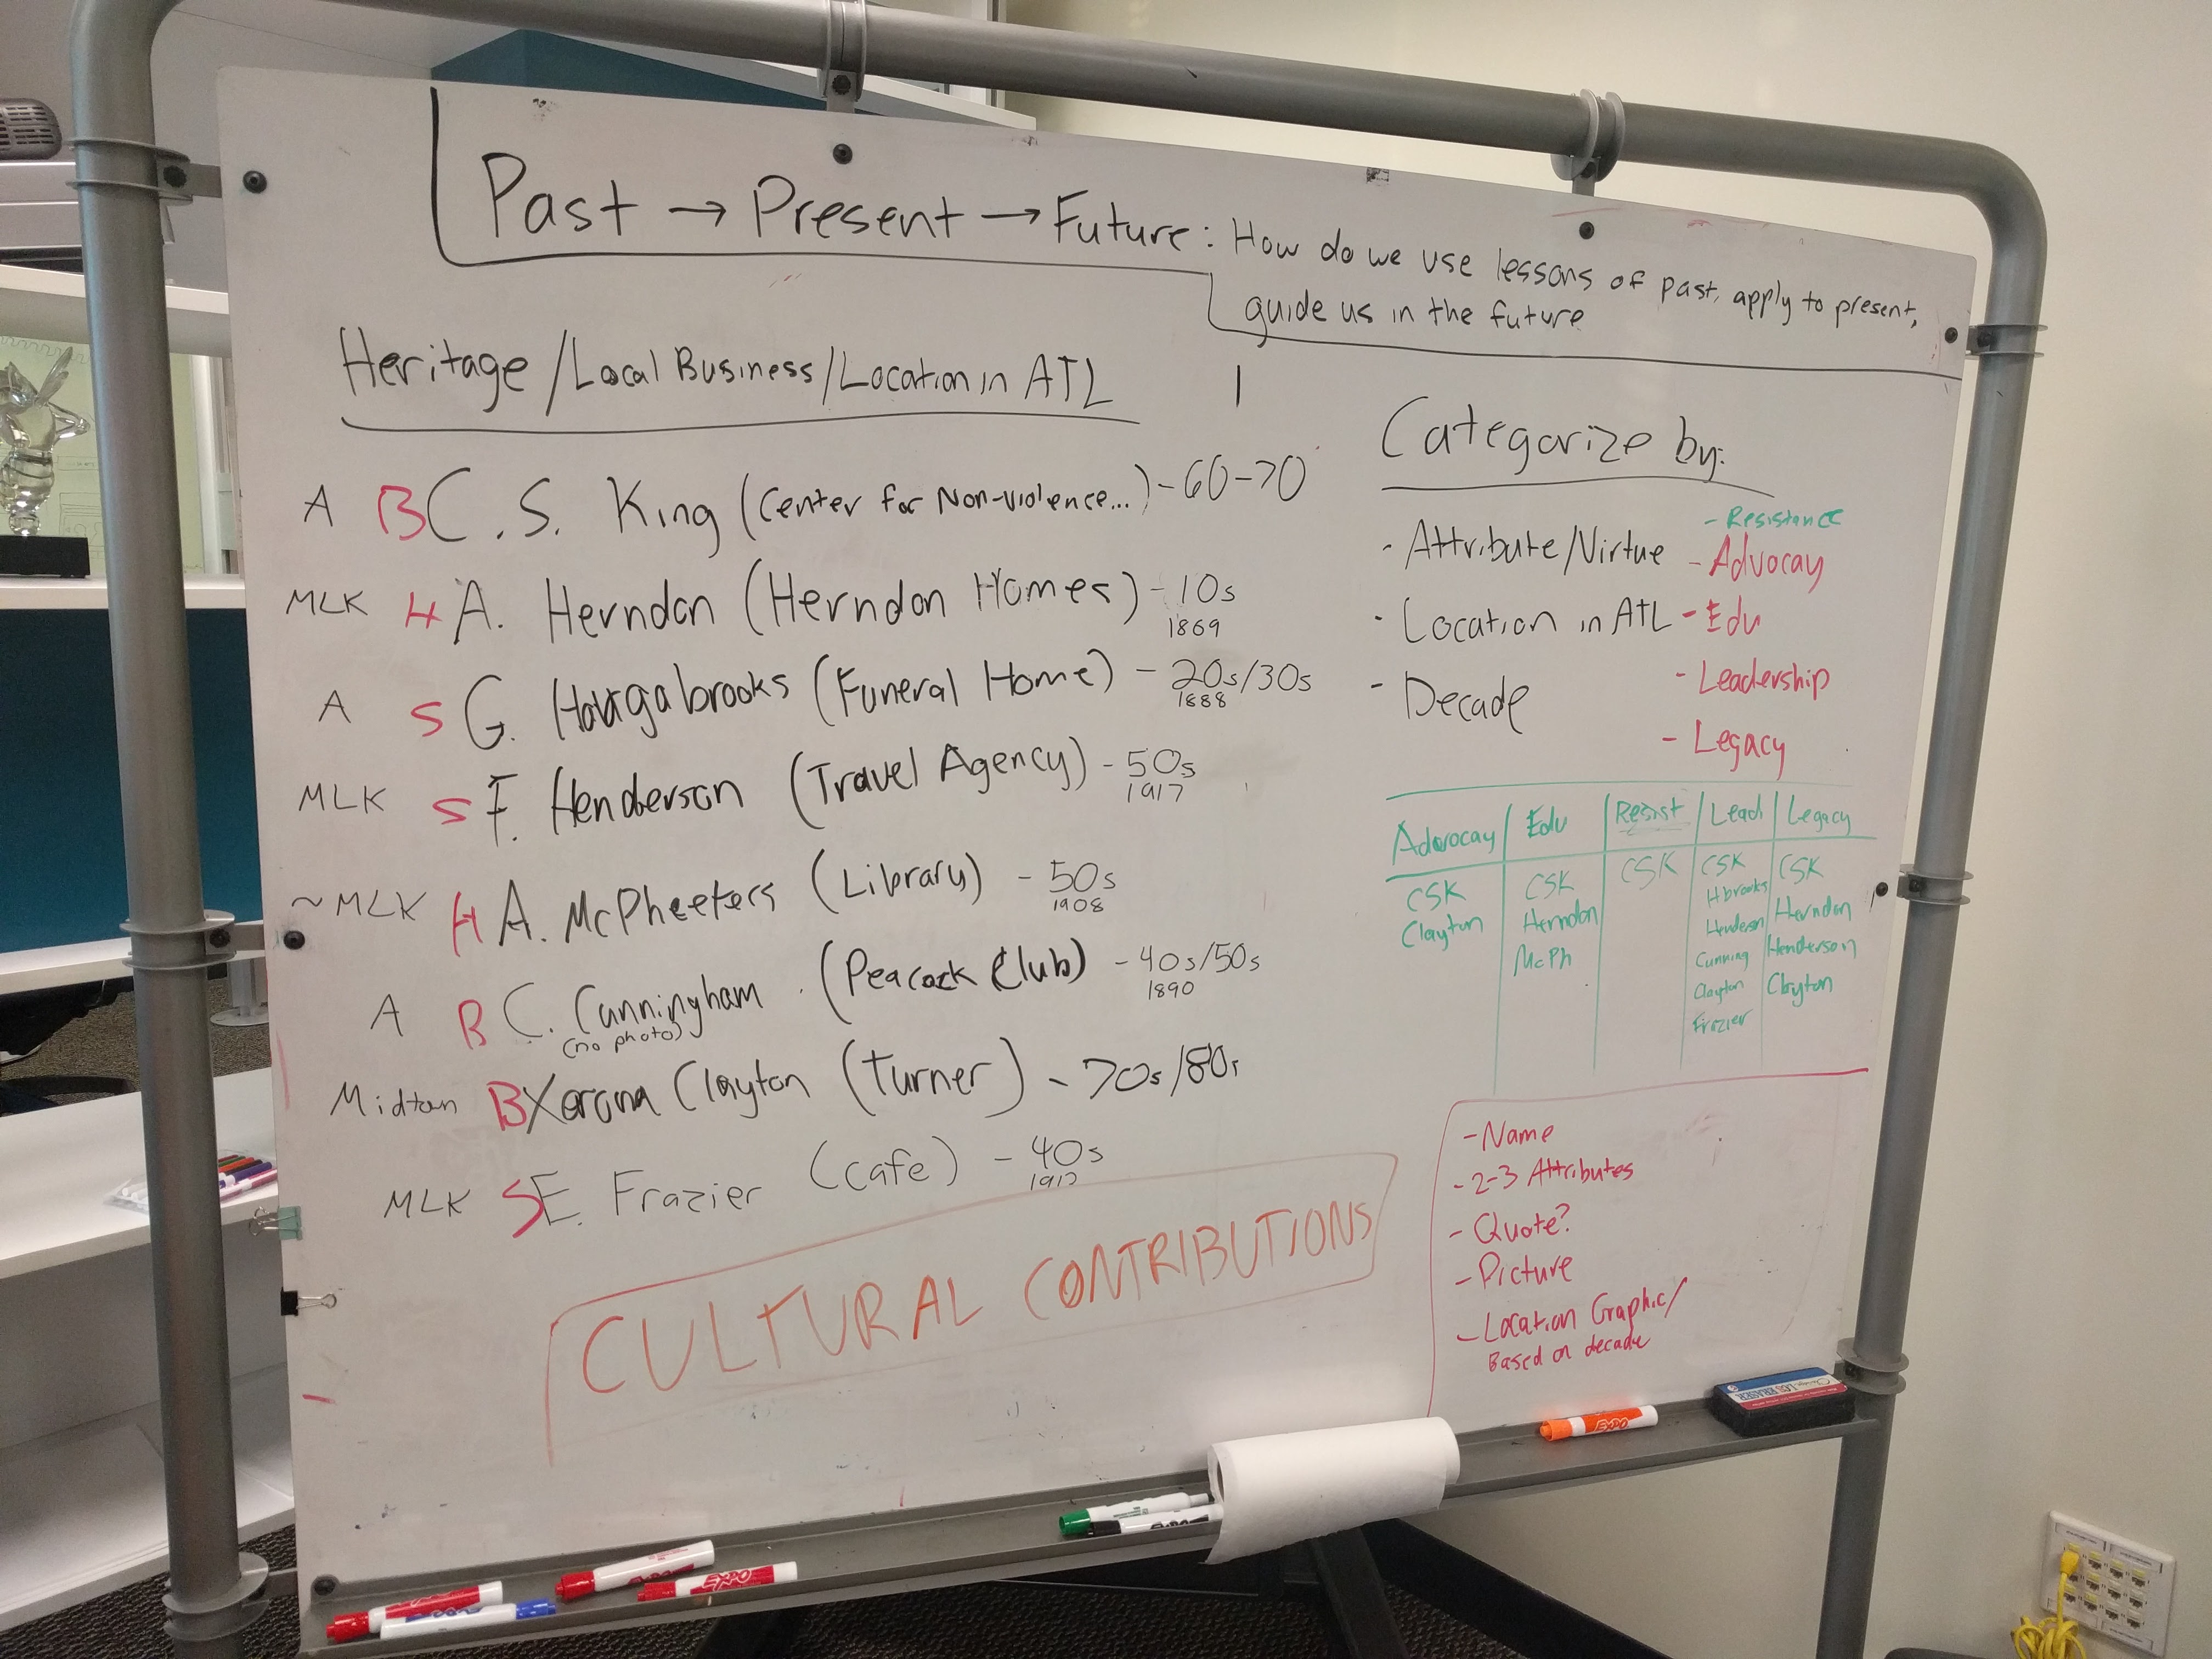 Past → Present → Future: How do we use lessons of past, apply to present,
guide us in the future
Heritage /Local Business/Location in ATL
A B C. S. King (Center for Non-violence...) - 60-70
MLK H A. Herndon (Herndon Homes) - 10s
1869
A S G. Haugabrooks (Funeral Home) - 20s/30s
1888
MLK S F. Henderson (Travel Agency) - 50s
1917
~MLK H A. McPheeters (Library) - 50s
1908
A B C. Cunningham (Peacock Club) - 40s/50s
(no photo) 1890
Midtown B Xerona Clayton (Turner) - 70s/80s
MLK S E. Frazier (cafe) - 40s
CULTURAL CONTRIBUTIONS
Categorize by:
- Attribute/Virtue
- Location in ATL
- Decade
- Resistance
- Advocay
- Edu
- Leadership
- Legacy
Advocay Edu Resist Lead Legacy
CSK CSK CSK CSK CSK
Clayton Herndon Hbrooks Herndon
McPh Henderson Henderson
Cunning Clayton
Clayton
Frazier
- Name
- 2-3 Attributes
- Quote?
- Picture
- Location Graphic/
Based on decade
EXPO
EXPO
EXPO
ERASER